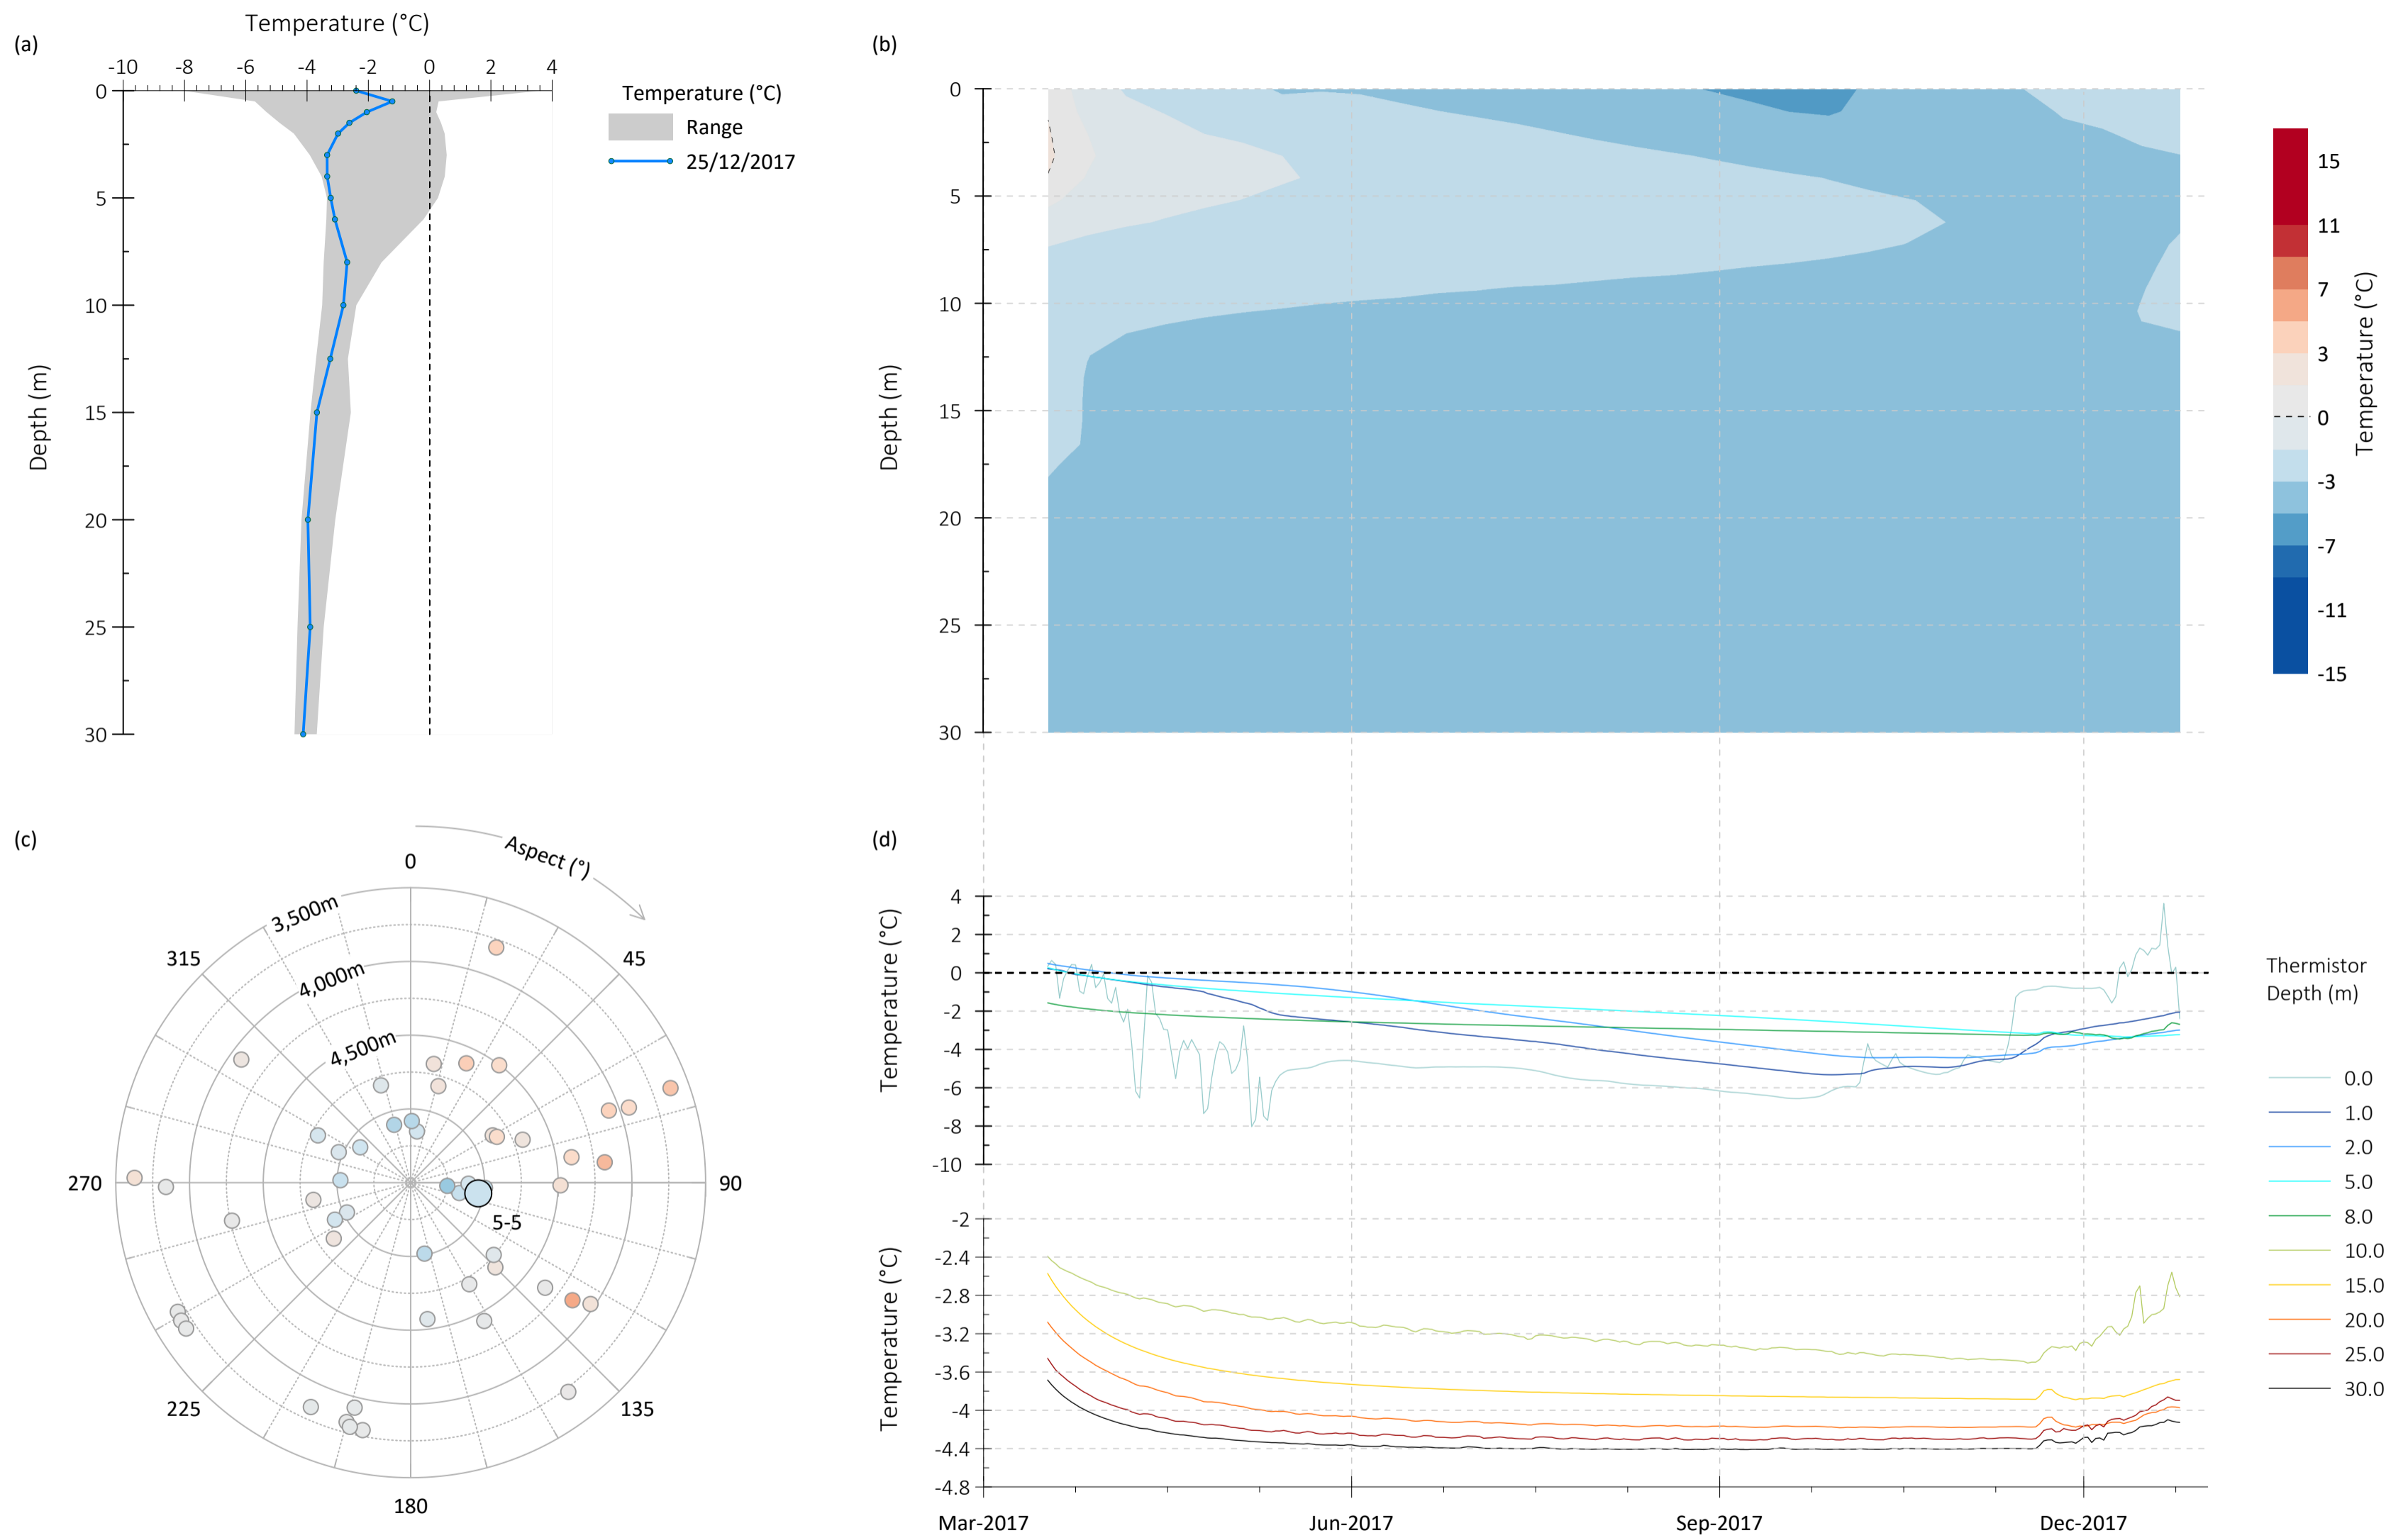 (a)
Temperature (°C)
-10 -8 -6 -4 -2 0 2 4
0
5
10
15
20
25
30
Depth (m)
Temperature (°C)
Range
25/12/2017
(b)
0
5
10
15
20
25
30
Depth (m)
15
11
7
3
0
-3
-7
-11
-15
Temperature (°C)
(c)
Aspect (°)
0
45
90
135
180
225
270
315
3,500m
4,000m
4,500m
5-5
(d)
4
2
0
-2
-4
-6
-8
-10
Temperature (°C)
-2
-2.4
-2.8
-3.2
-3.6
-4
-4.4
-4.8
Temperature (°C)
Mar-2017 Jun-2017 Sep-2017 Dec-2017
Thermistor
Depth (m)
0.0
1.0
2.0
5.0
8.0
10.0
15.0
20.0
25.0
30.0